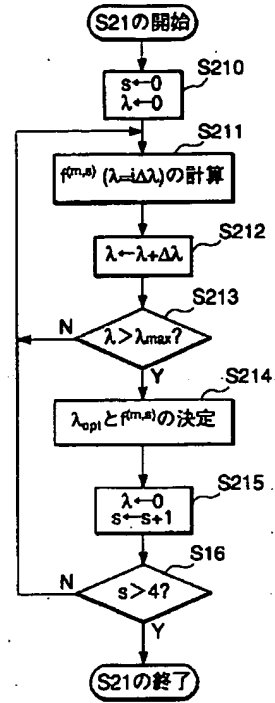 S21の開始
S210
s←0
λ←0
S211
f(m,s) (λ=iΔλ)の計算
S212
λ←λ+Δλ
S213
N
λ>λmax?
Y
S214
λoptとf(m,s)の決定
S215
λ←0
s←s+1
S16
N
s>4?
Y
S21の終了